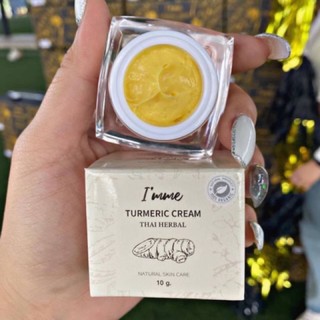 I'mme
TURMERIC CREAM
THAI HERBAL
NATURAL SKIN CARE
10 g.